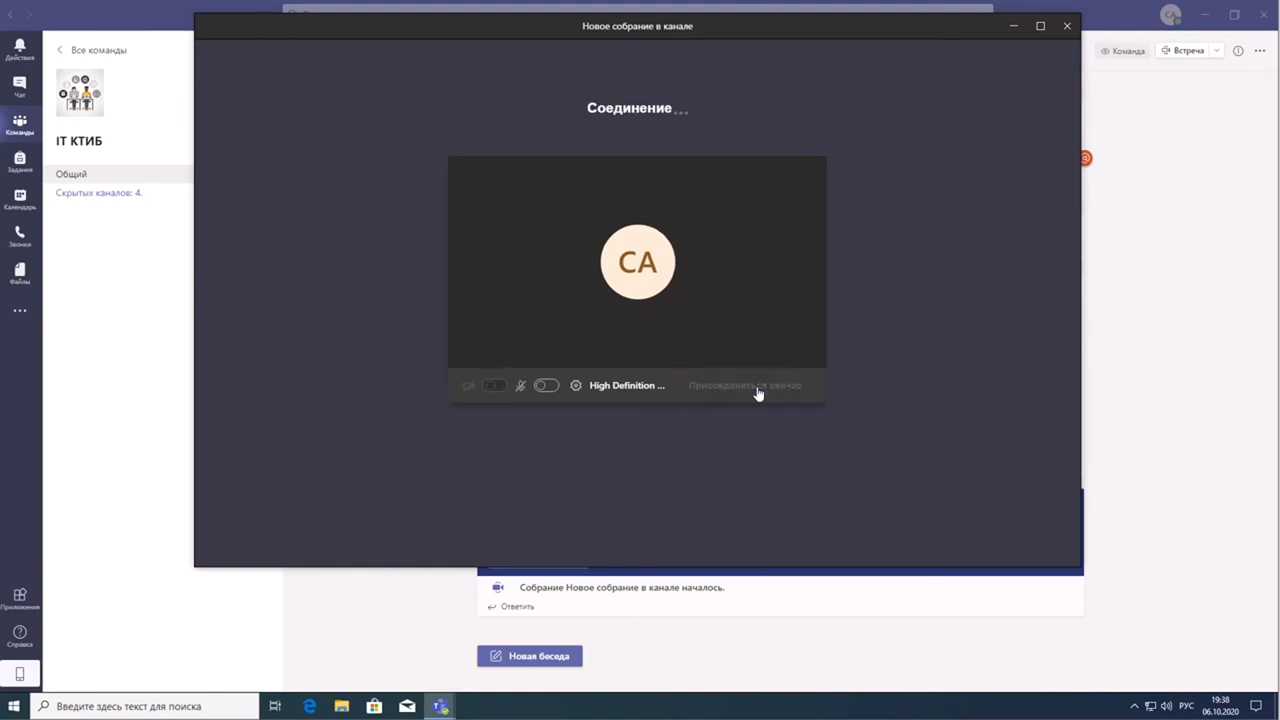 Новое собрание в канале
CA
Действия
Чат
Команды
Задания
Календарь
Звонки
Файлы
Приложения
Справка
Все команды
IT КТИБ
Общий
Скрытых каналов: 4.
Команда
Встреча
Соединение...
CA
High Definition ...
Присоединиться сейчас
Собрание Новое собрание в канале началось.
Ответить
Новая беседа
Введите здесь текст для поиска
РУС
19:38
06.10.2020